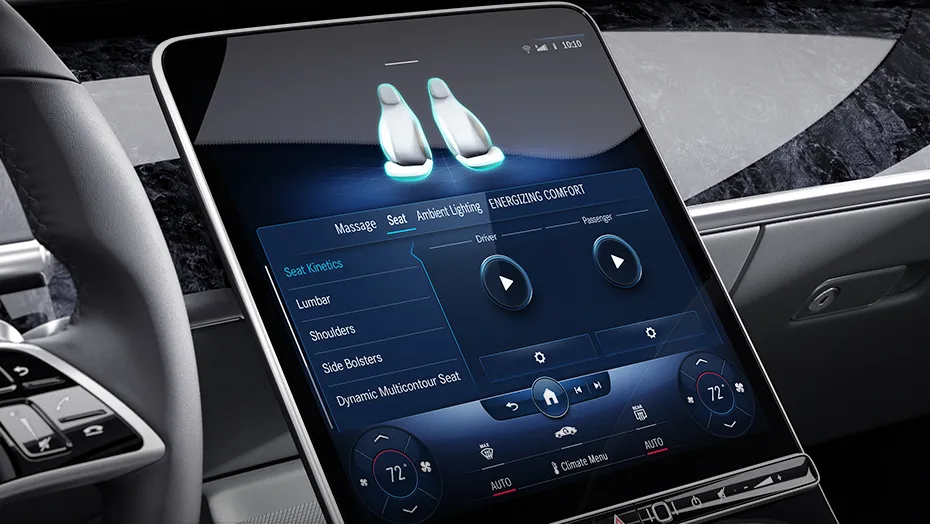 10:10
Massage Seat Ambient Lighting ENERGIZING COMFORT
Driver Passenger
Seat Kinetics
Lumbar
Shoulders
Side Bolsters
Dynamic Multicontour Seat
72°
72°
MAX
REAR
AUTO
AUTO
Climate Menu
- +